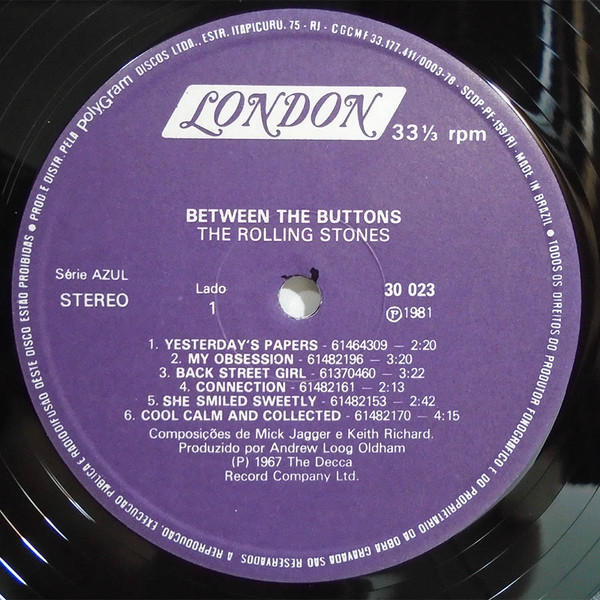 PROD. E DISTR. PELA polyGram DISCOS LTDA., ESTR. ITAPICURÚ, 75 - RJ - CGCMF 33.177.411/0003-76 - SCDP-PF-159/RJ - MADE IN BRAZIL ● TODOS OS DIREITOS DO PRODUTOR FONOGRÁFICO E DO PROPRIETÁRIO DA OBRA GRAVADA SÃO RESERVADOS. A REPRODUÇÃO, EXECUÇÃO PÚBLICA E RADIODIFUSÃO DESTE DISCO ESTÃO PROIBIDAS ●
LONDON
33⅓ rpm
BETWEEN THE BUTTONS
THE ROLLING STONES
Série AZUL
STEREO
Lado
1
30 023
Ⓟ1981
1. YESTERDAY'S PAPERS - 61464309 — 2:20
2. MY OBSESSION - 61482196 — 3:20
3. BACK STREET GIRL - 61370460 — 3:22
4. CONNECTION - 61482161 — 2:13
5. SHE SMILED SWEETLY - 61482153 — 2:42
6. COOL CALM AND COLLECTED - 61482170 — 4:15
Composições de Mick Jagger e Keith Richard.
Produzido por Andrew Loog Oldham
(P) 1967 The Decca
Record Company Ltd.